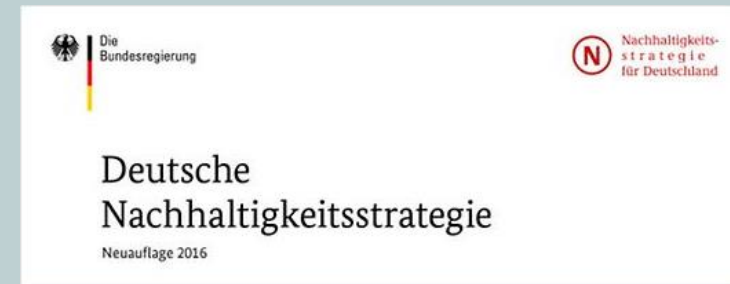 Die
Bundesregierung
N
Nachhaltigkeits-
strategie
für Deutschland
Deutsche
Nachhaltigkeitsstrategie
Neuauflage 2016